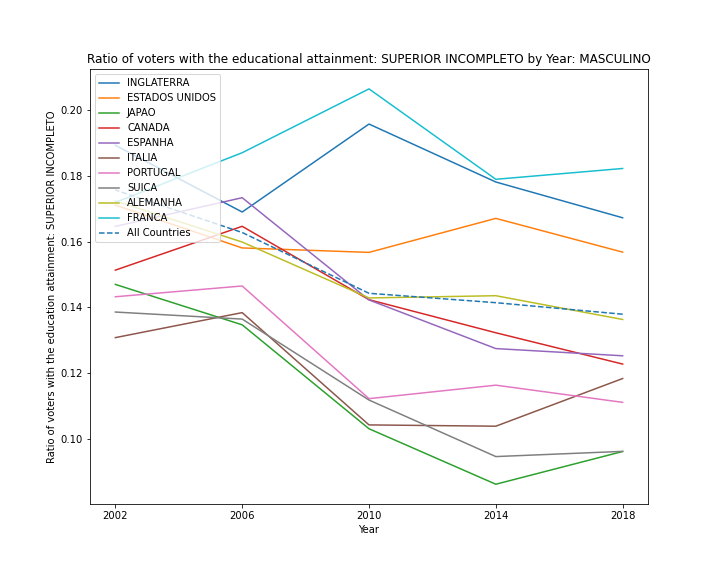 Ratio of voters with the educational attainment: SUPERIOR INCOMPLETO by Year: MASCULINO
INGLATERRA
ESTADOS UNIDOS
JAPAO
CANADA
ESPANHA
ITALIA
PORTUGAL
SUICA
ALEMANHA
FRANCA
All Countries
Ratio of voters with the education attainment: SUPERIOR INCOMPLETO
0.20
0.18
0.16
0.14
0.12
0.10
2002 2006 2010 2014 2018
Year